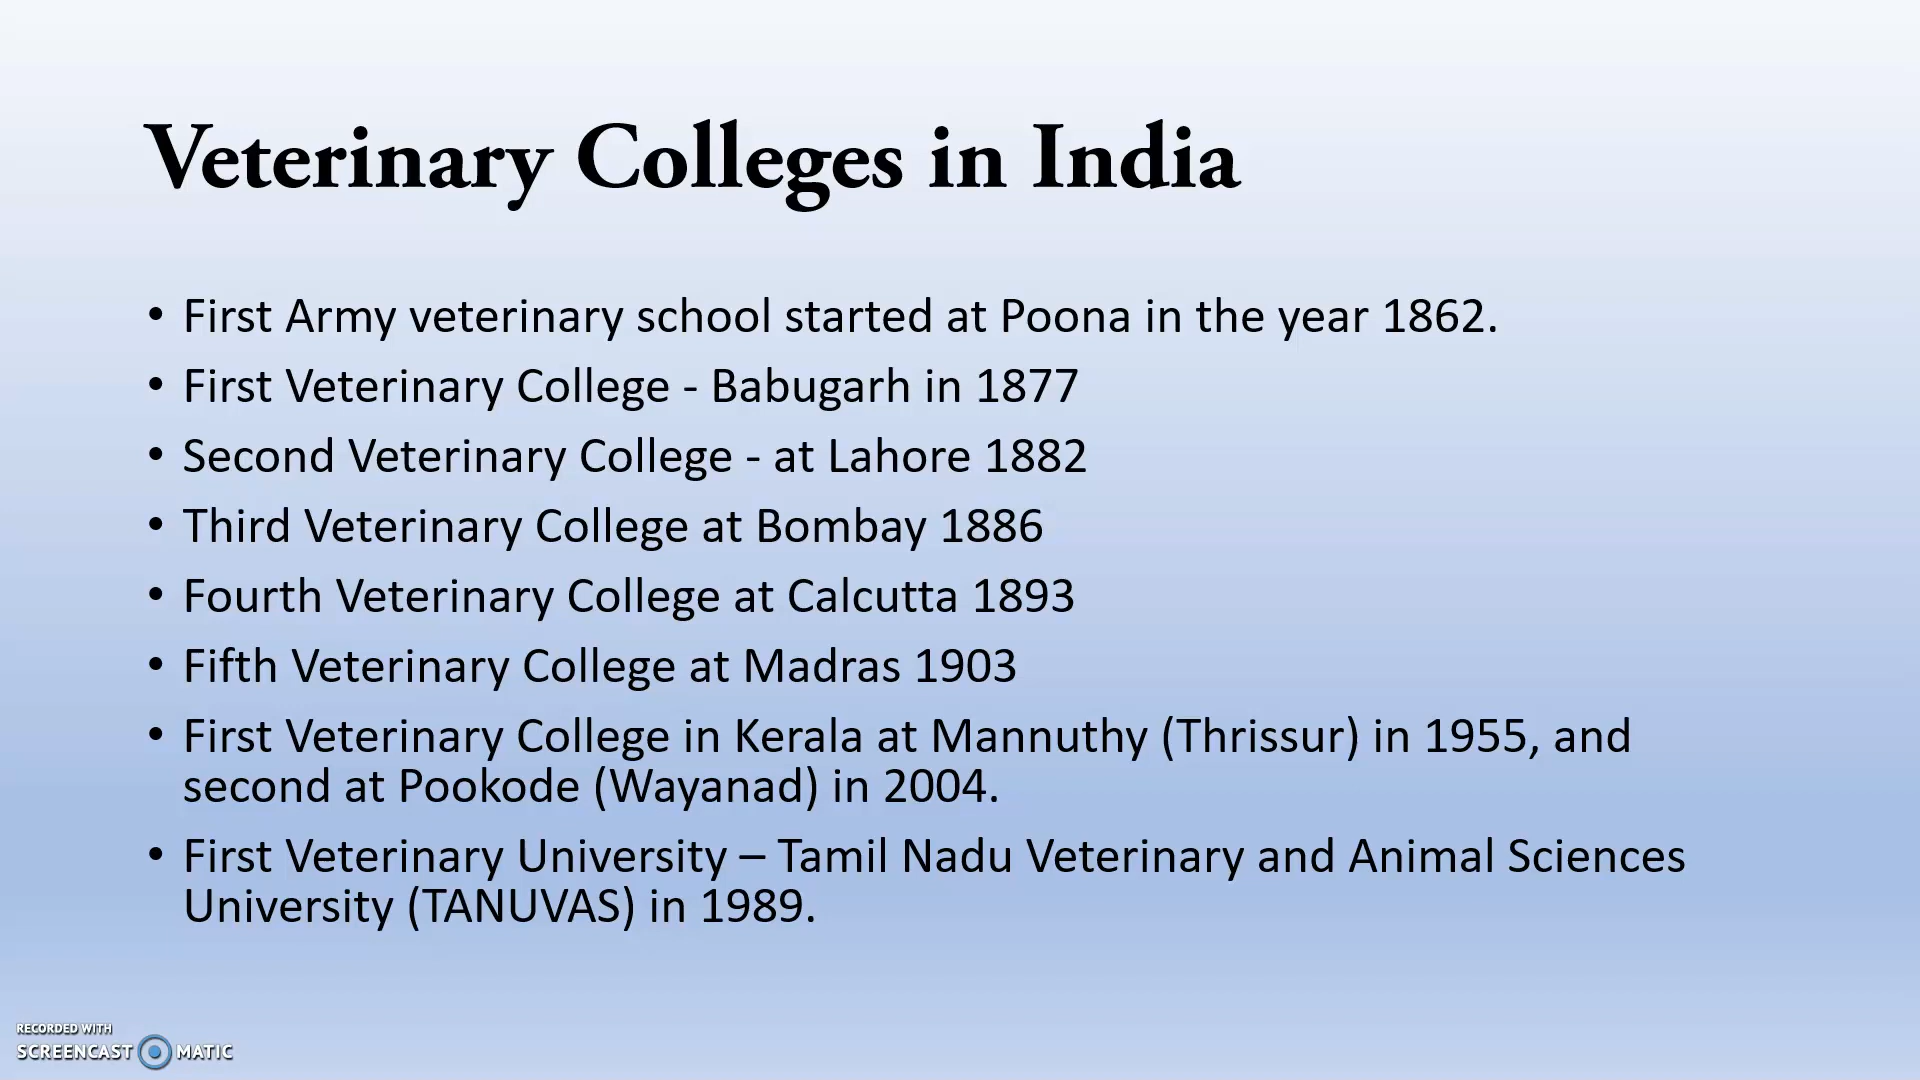 Veterinary Colleges in India
• First Army veterinary school started at Poona in the year 1862.
• First Veterinary College - Babugarh in 1877
• Second Veterinary College - at Lahore 1882
• Third Veterinary College at Bombay 1886
• Fourth Veterinary College at Calcutta 1893
• Fifth Veterinary College at Madras 1903
• First Veterinary College in Kerala at Mannuthy (Thrissur) in 1955, and
second at Pookode (Wayanad) in 2004.
• First Veterinary University – Tamil Nadu Veterinary and Animal Sciences
University (TANUVAS) in 1989.
RECORDED WITH
SCREENCAST MATIC